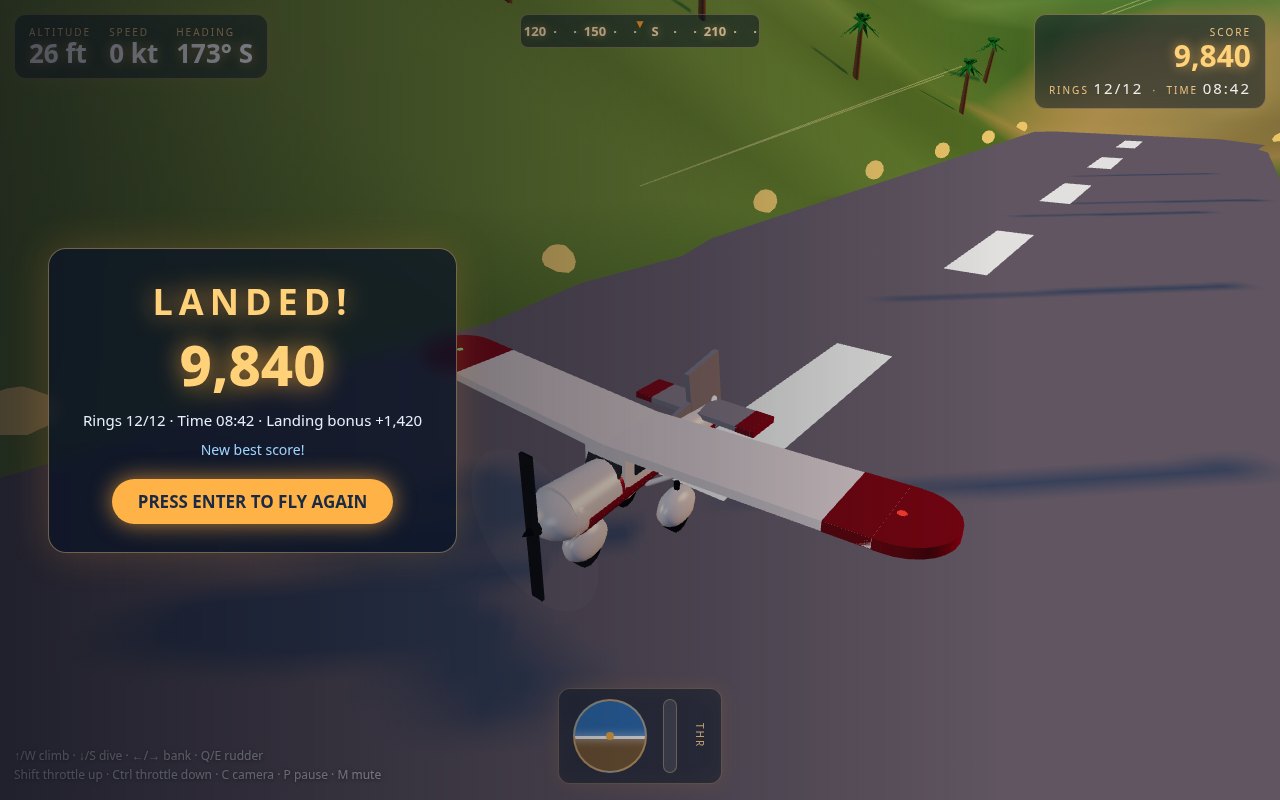 ALTITUDE SPEED HEADING
26 ft 0 kt 173° S
120 · · 150 · · S · · 210 · ·
SCORE
9,840
RINGS 12/12 · TIME 08:42
LANDED!
9,840
Rings 12/12 · Time 08:42 · Landing bonus +1,420
New best score!
PRESS ENTER TO FLY AGAIN
THR
↑/W climb · ↓/S dive · ←/→ bank · Q/E rudder
Shift throttle up · Ctrl throttle down · C camera · P pause · M mute